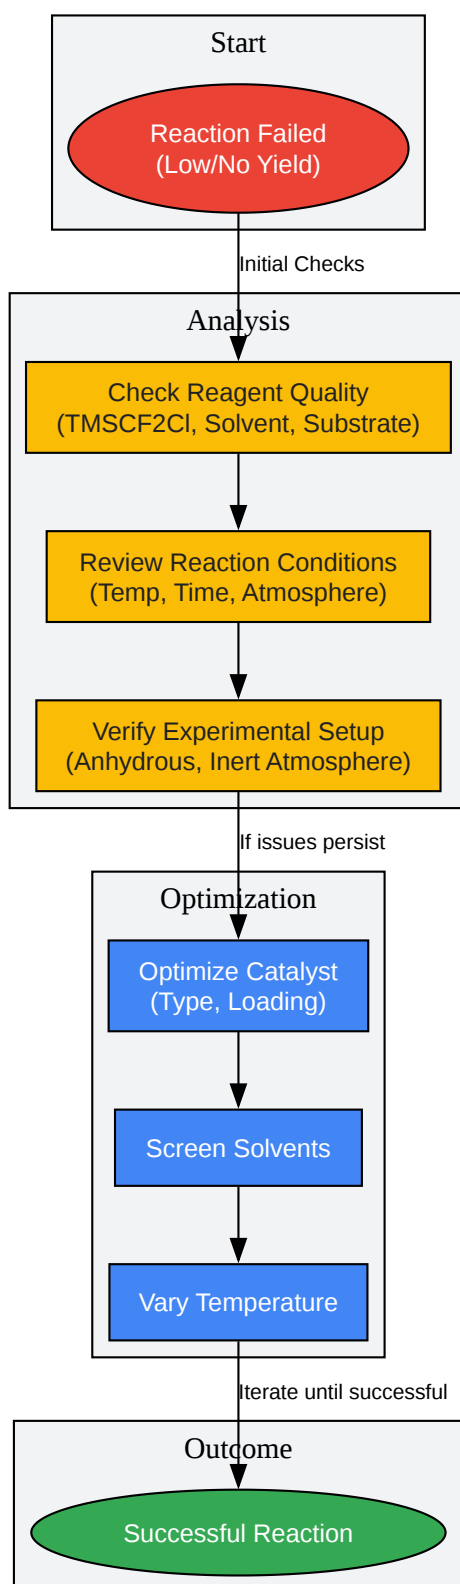 Start
Reaction Failed
(Low/No Yield)
Initial Checks
Analysis
Check Reagent Quality
(TMSCF2Cl, Solvent, Substrate)
Review Reaction Conditions
(Temp, Time, Atmosphere)
Verify Experimental Setup
(Anhydrous, Inert Atmosphere)
If issues persist
Optimization
Optimize Catalyst
(Type, Loading)
Screen Solvents
Vary Temperature
Iterate until successful
Outcome
Successful Reaction